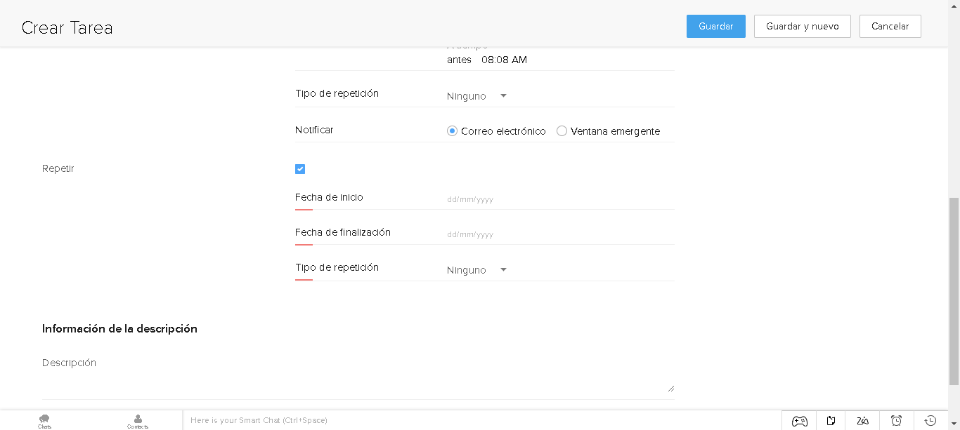 Crear Tarea
Guardar
Guardar y nuevo
Cancelar
antes 08:08 AM
Tipo de repetición
Ninguno
Notificar
Correo electrónico
Ventana emergente
Repetir
Fecha de inicio
dd/mm/yyyy
Fecha de finalización
dd/mm/yyyy
Tipo de repetición
Ninguno
Información de la descripción
Descripción
Chats
Contacts
Here is your Smart Chat (Ctrl+Space)